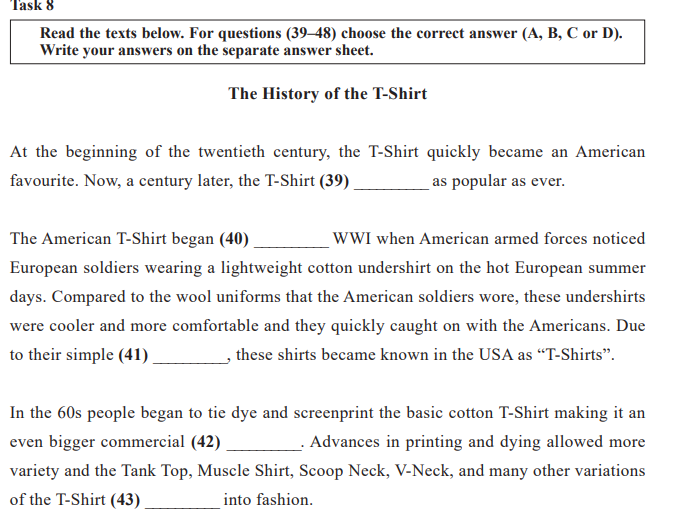 Task 8
Read the texts below. For questions (39–48) choose the correct answer (A, B, C or D).
Write your answers on the separate answer sheet.
The History of the T-Shirt
At the beginning of the twentieth century, the T-Shirt quickly became an American
favourite. Now, a century later, the T-Shirt (39) _________ as popular as ever.
The American T-Shirt began (40) _________ WWI when American armed forces noticed
European soldiers wearing a lightweight cotton undershirt on the hot European summer
days. Compared to the wool uniforms that the American soldiers wore, these undershirts
were cooler and more comfortable and they quickly caught on with the Americans. Due
to their simple (41) _________, these shirts became known in the USA as “T-Shirts”.
In the 60s people began to tie dye and screenprint the basic cotton T-Shirt making it an
even bigger commercial (42) _________. Advances in printing and dying allowed more
variety and the Tank Top, Muscle Shirt, Scoop Neck, V-Neck, and many other variations
of the T-Shirt (43) _________ into fashion.